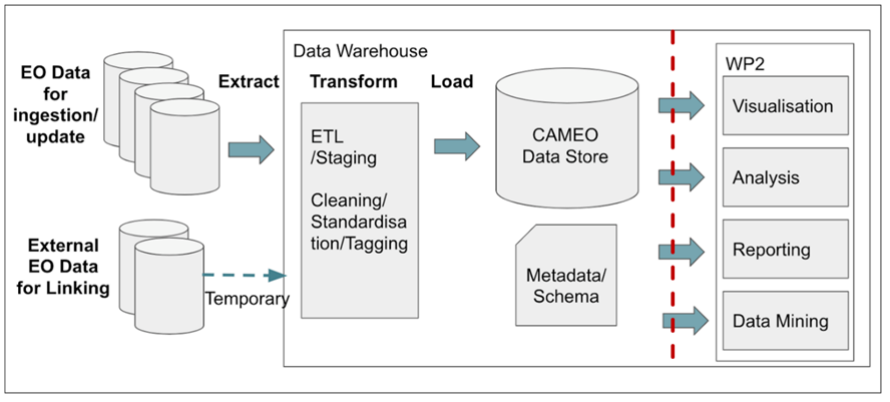 EO Data
for
ingestion/
update
Extract
Data Warehouse
Transform
Load
ETL
/Staging
Cleaning/
Standardisa
tion/Tagging
CAMEO
Data Store
Metadata/
Schema
External
EO Data
for Linking
Temporary
WP2
Visualisation
Analysis
Reporting
Data Mining